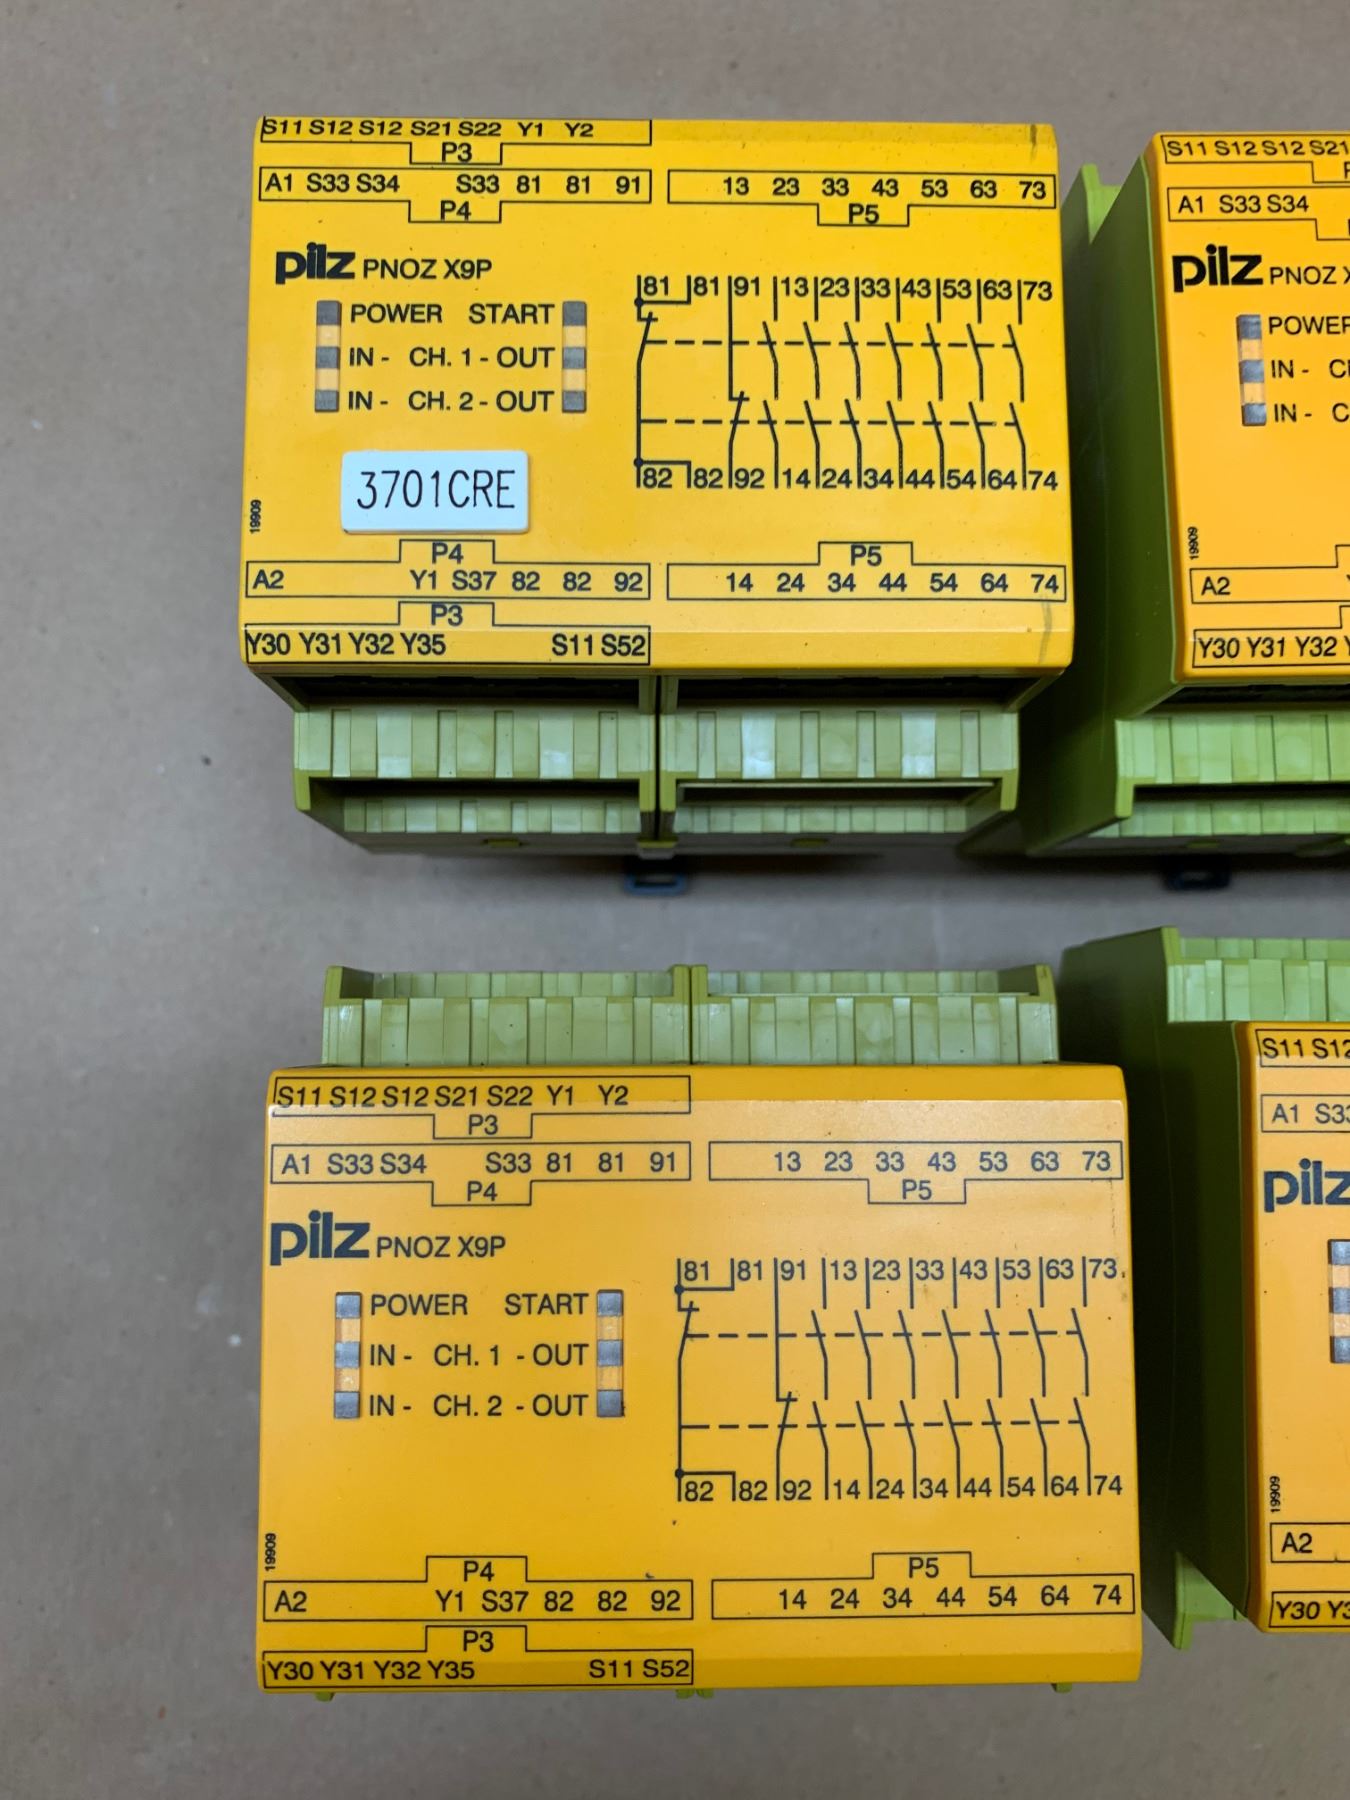 S11 S12 S12 S21 S22 Y1 Y2
P3
A1 S33 S34 S33 81 81 91
P4
13 23 33 43 53 63 73
P5
pilz PNOZ X9P
POWER START
IN - CH. 1 - OUT
IN - CH. 2 - OUT
81 81 91 13 23 33 43 53 63 73
82 82 92 14 24 34 44 54 64 74
3701CRE
19909
P4
A2 Y1 S37 82 82 92
P3
Y30 Y31 Y32 Y35 S11 S52
P5
14 24 34 44 54 64 74
S11 S12 S12 S21
A1 S33 S34
pilz PNOZ
POWER
IN -
IN -
19909
A2
Y30 Y31 Y32
S11 S12 S12 S21 S22 Y1 Y2
P3
A1 S33 S34 S33 81 81 91
P4
13 23 33 43 53 63 73
P5
pilz PNOZ X9P
POWER START
IN - CH. 1 - OUT
IN - CH. 2 - OUT
81 81 91 13 23 33 43 53 63 73
82 82 92 14 24 34 44 54 64 74
19909
P4
A2 Y1 S37 82 82 92
P3
Y30 Y31 Y32 Y35 S11 S52
P5
14 24 34 44 54 64 74
S11 S12
A1 S33
pilz
19909
A2
Y30